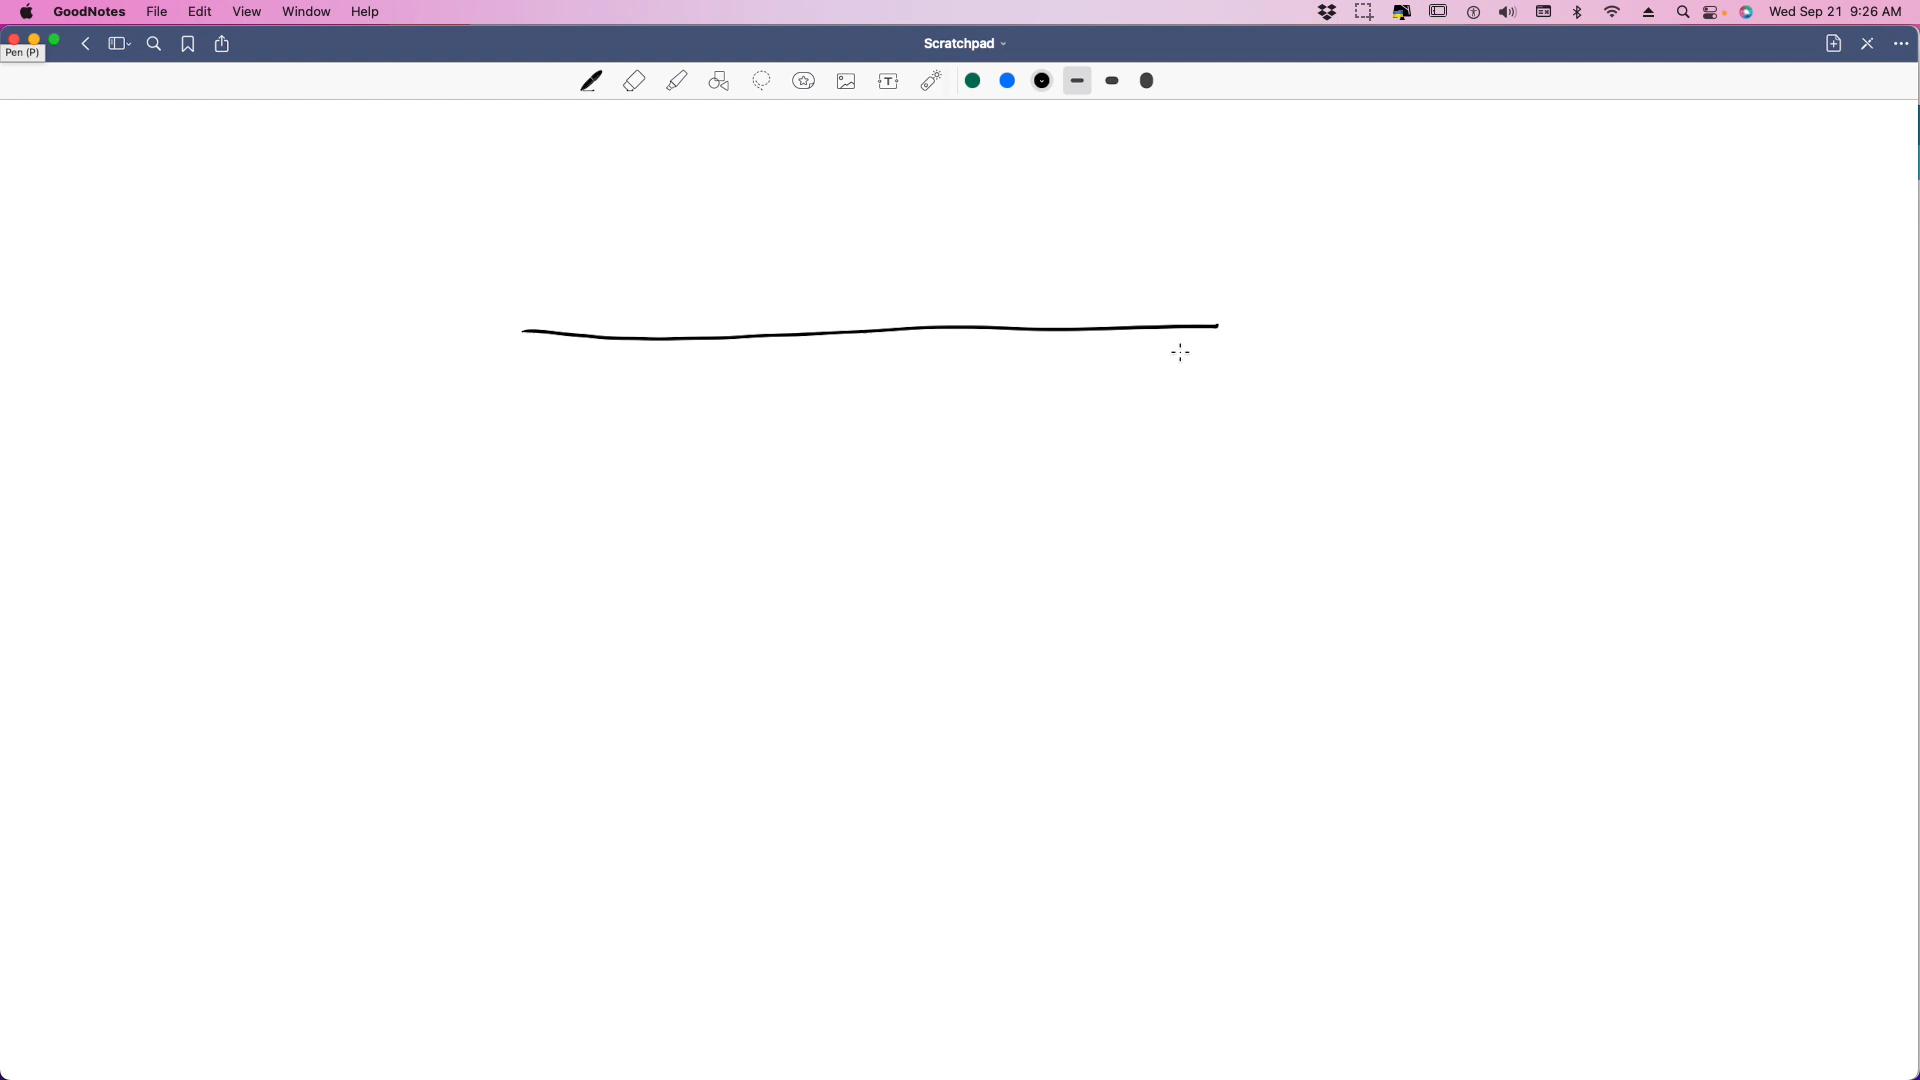 GoodNotes File Edit View Window Help Wed Sep 21 9:26 AM
Pen (P) Scratchpad
T